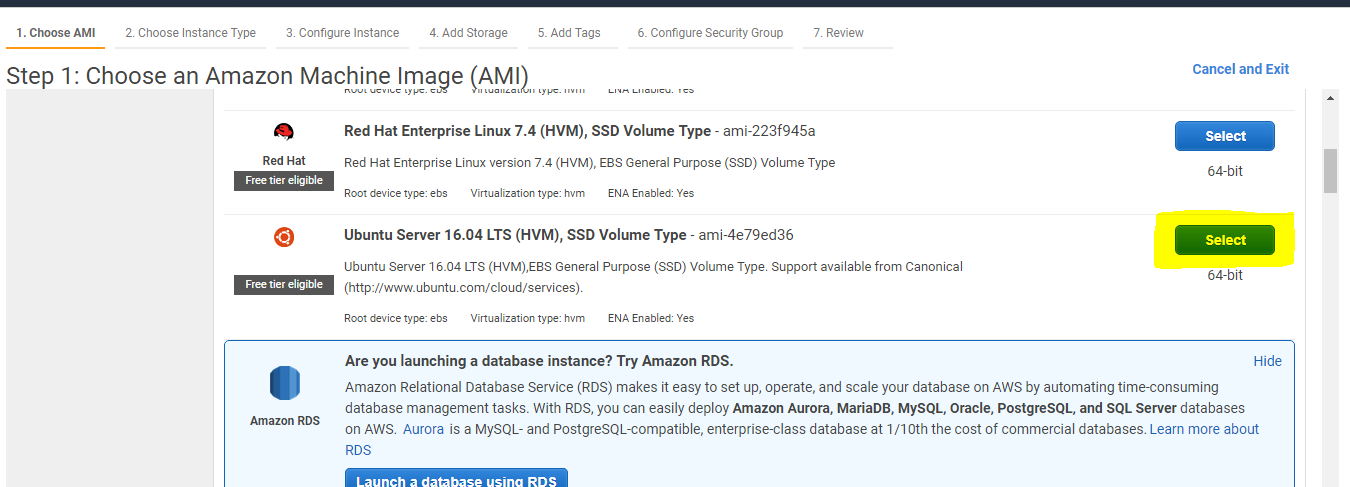 1. Choose AMI
2. Choose Instance Type
3. Configure Instance
4. Add Storage
5. Add Tags
6. Configure Security Group
7. Review
Step 1: Choose an Amazon Machine Image (AMI)
Cancel and Exit
Root device type: ebs Virtualization type: hvm ENA Enabled: Yes
Red Hat
Free tier eligible
Red Hat Enterprise Linux 7.4 (HVM), SSD Volume Type - ami-223f945a
Red Hat Enterprise Linux version 7.4 (HVM), EBS General Purpose (SSD) Volume Type
Root device type: ebs Virtualization type: hvm ENA Enabled: Yes
Select
64-bit
Free tier eligible
Ubuntu Server 16.04 LTS (HVM), SSD Volume Type - ami-4e79ed36
Ubuntu Server 16.04 LTS (HVM),EBS General Purpose (SSD) Volume Type. Support available from Canonical
(http://www.ubuntu.com/cloud/services).
Root device type: ebs Virtualization type: hvm ENA Enabled: Yes
Select
64-bit
Amazon RDS
Are you launching a database instance? Try Amazon RDS.
Hide
Amazon Relational Database Service (RDS) makes it easy to set up, operate, and scale your database on AWS by automating time-consuming
database management tasks. With RDS, you can easily deploy Amazon Aurora, MariaDB, MySQL, Oracle, PostgreSQL, and SQL Server databases
on AWS. Aurora is a MySQL- and PostgreSQL-compatible, enterprise-class database at 1/10th the cost of commercial databases. Learn more about
RDS
Launch a database using RDS